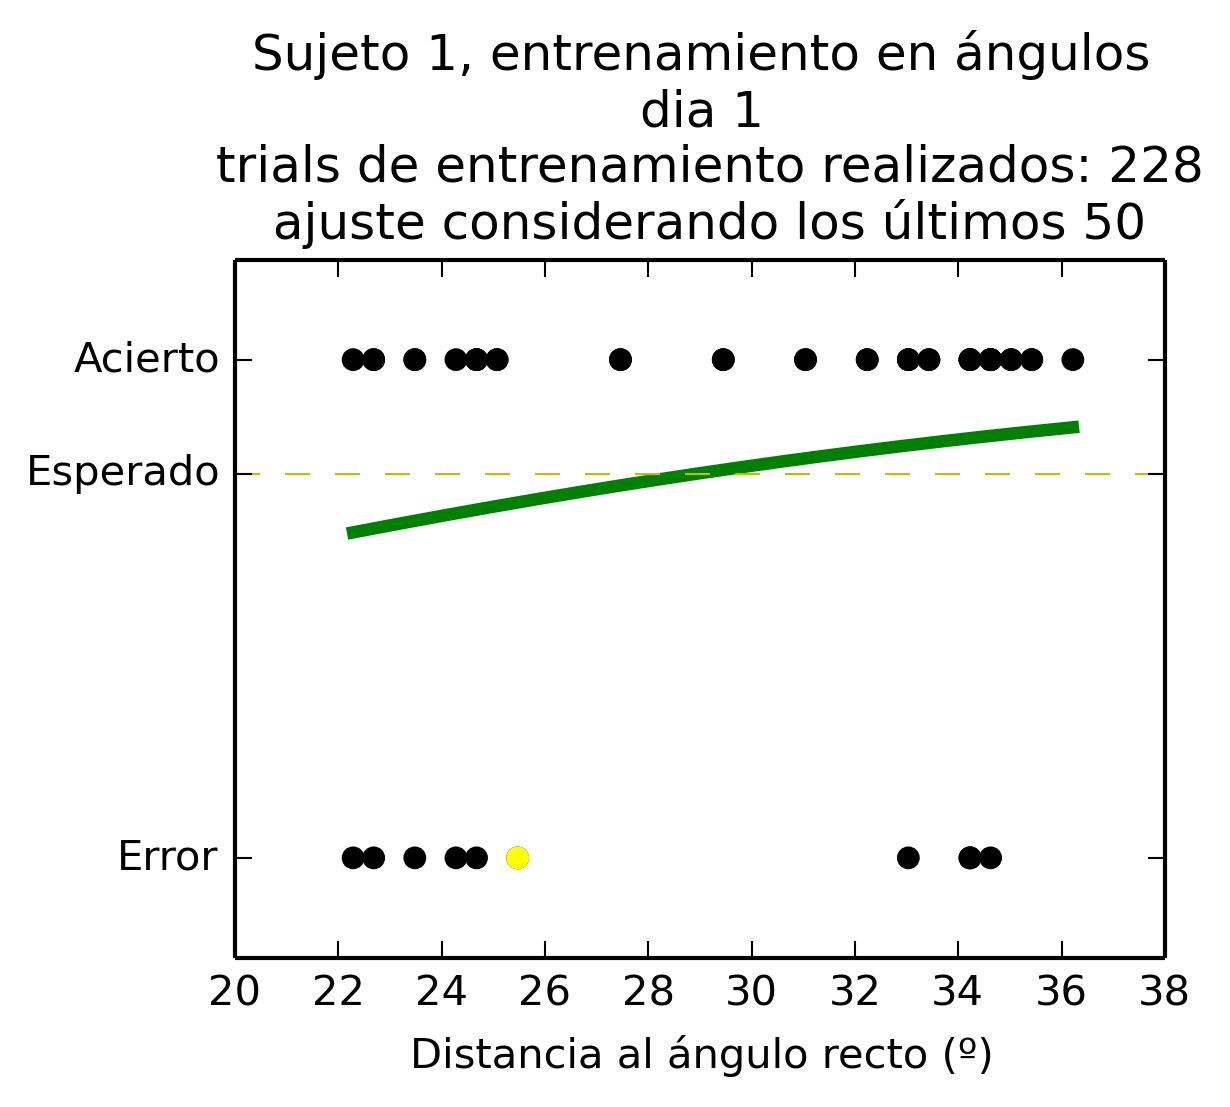 Sujeto 1, entrenamiento en ángulos
dia 1
trials de entrenamiento realizados: 228
ajuste considerando los últimos 50
Acierto
Esperado
Error
20 22 24 26 28 30 32 34 36 38
Distancia al ángulo recto (º)